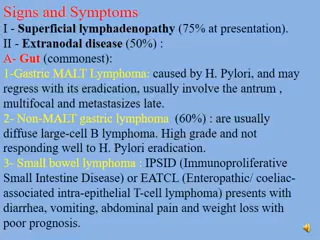 Signs and Symptoms
I - Superficial lymphadenopathy (75% at presentation).
II - Extranodal disease (50%) :
A- Gut (commonest):
1-Gastric MALT Lymphoma: caused by H. Pylori, and may
regress with its eradication, usually involve the antrum ,
multifocal and metastasizes late.
2- Non-MALT gastric lymphoma (60%) : are usually
diffuse large-cell B lymphoma. High grade and not
responding well to H. Pylori eradication.
3- Small bowel lymphoma : IPSID (Immunoproliferative
Small Intestine Disease) or EATCL (Enteropathic/ coeliac-
associated intra-epithelial T-cell lymphoma) presents with
diarrhea, vomiting, abdominal pain and weight loss with
poor prognosis.